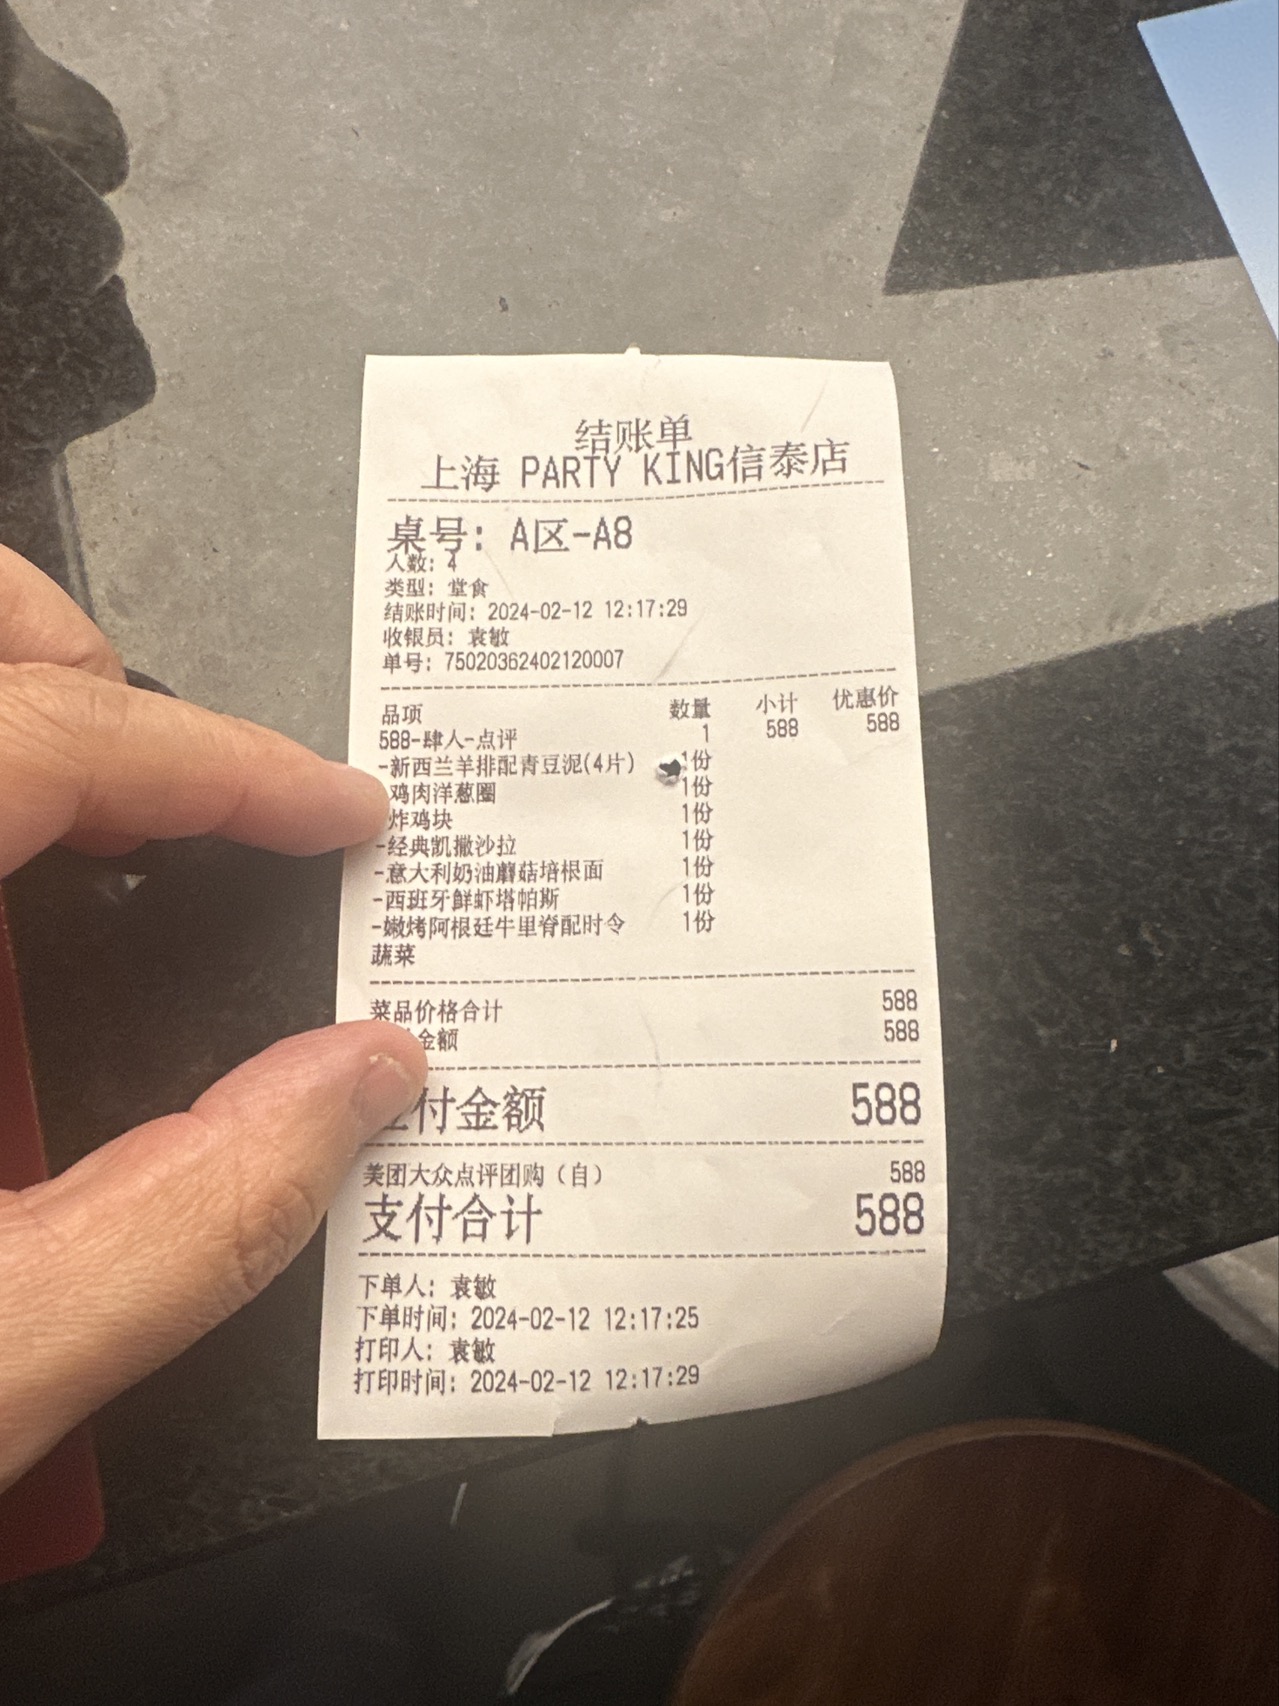 结账单
上海 PARTY KING信泰店
桌号: A区-A8
人数: 4
类型: 堂食
结账时间: 2024-02-12 12:17:29
收银员: 袁敏
单号: 75020362402120007
品项 数量 小计 优惠价
588-肆人-点评 1 588 588
-新西兰羊排配青豆泥(4片) 1份
鸡肉洋葱圈 1份
炸鸡块 1份
-经典凯撒沙拉 1份
-意大利奶油蘑菇培根面 1份
-西班牙鲜虾塔帕斯 1份
-嫩烤阿根廷牛里脊配时令 1份
蔬菜
菜品价格合计 588
金额 588
付金额 588
美团大众点评团购（自） 588
支付合计 588
下单人: 袁敏
下单时间: 2024-02-12 12:17:25
打印人: 袁敏
打印时间: 2024-02-12 12:17:29